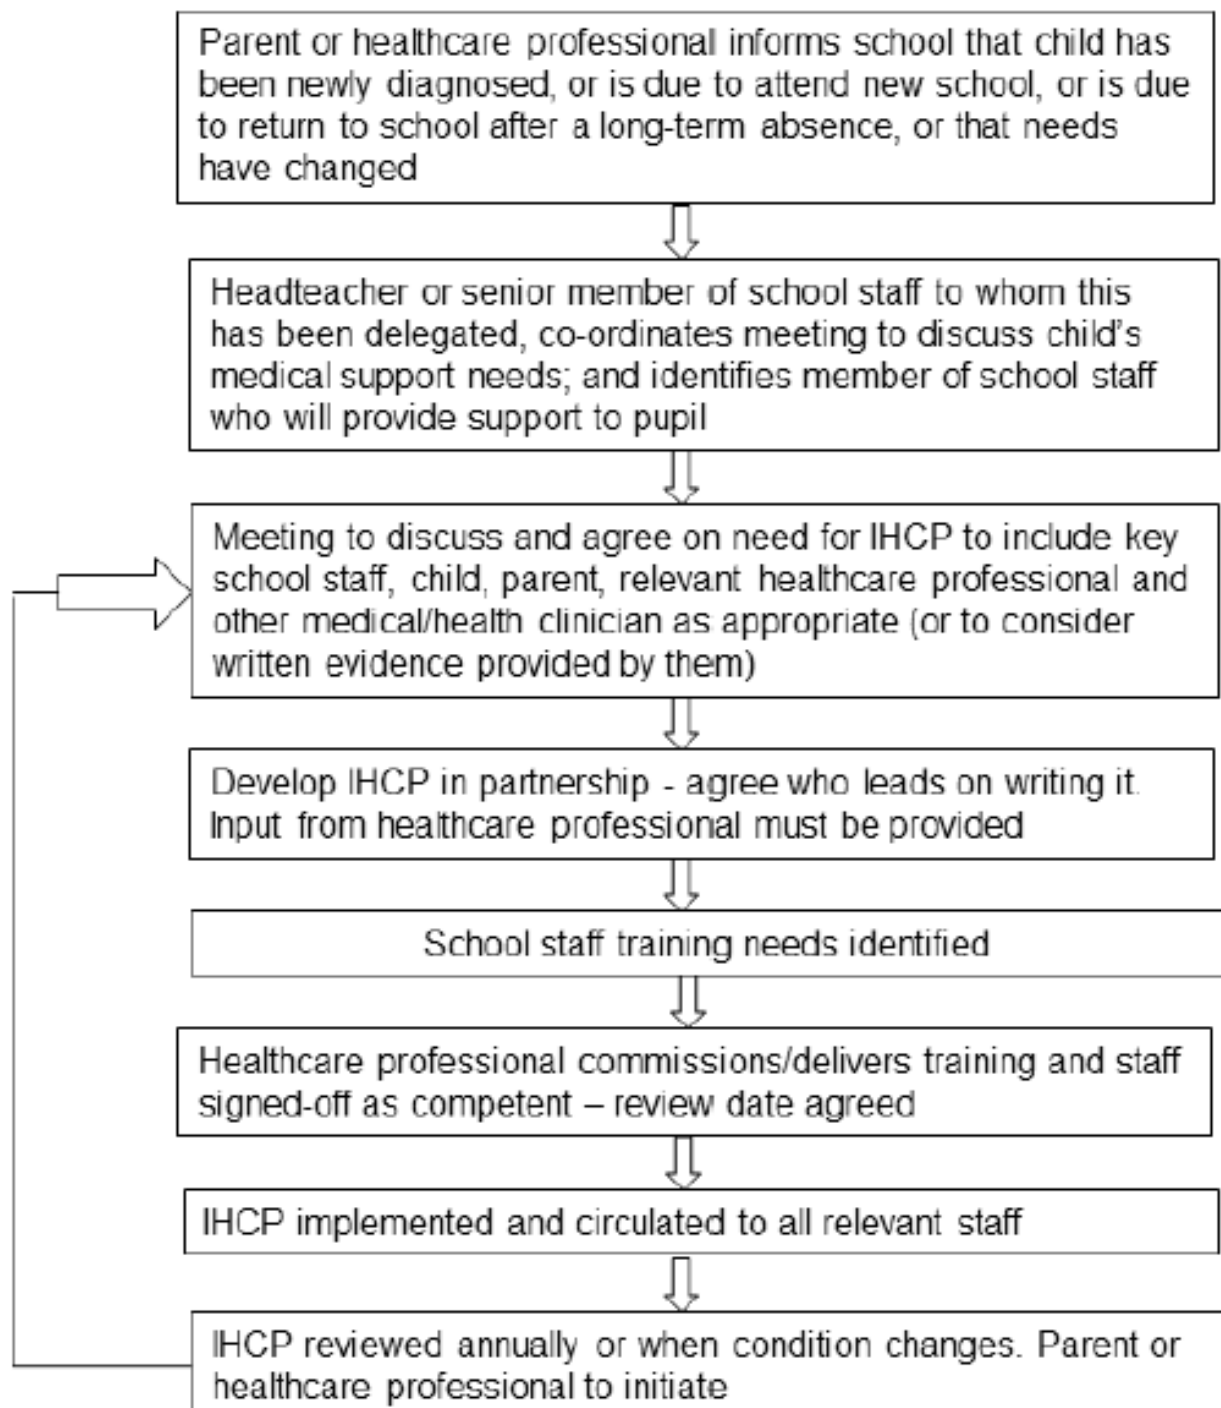 Parent or healthcare professional informs school that child has
been newly diagnosed, or is due to attend new school, or is due
to return to school after a long-term absence, or that needs
have changed
Headteacher or senior member of school staff to whom this
has been delegated, co-ordinates meeting to discuss child's
medical support needs; and identifies member of school staff
who will provide support to pupil
Meeting to discuss and agree on need for IHCP to include key
school staff, child, parent, relevant healthcare professional and
other medical/health clinician as appropriate (or to consider
written evidence provided by them)
Develop IHCP in partnership - agree who leads on writing it.
Input from healthcare professional must be provided
School staff training needs identified
Healthcare professional commissions/delivers training and staff
signed-off as competent – review date agreed
IHCP implemented and circulated to all relevant staff
IHCP reviewed annually or when condition changes. Parent or
healthcare professional to initiate